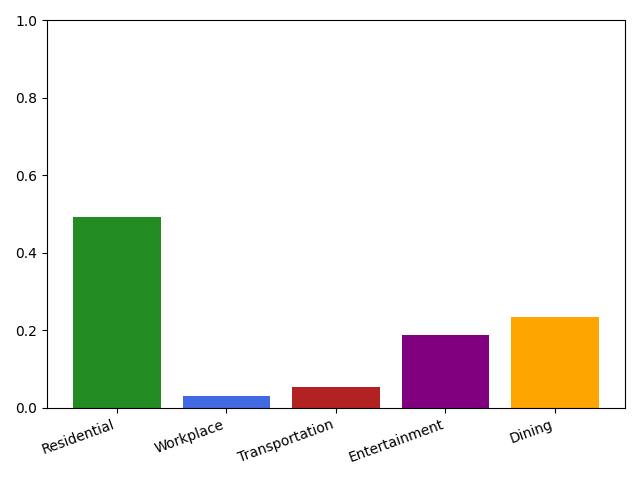 1.0
0.8
0.6
0.4
0.2
0.0
Residential
Workplace
Transportation
Entertainment
Dining